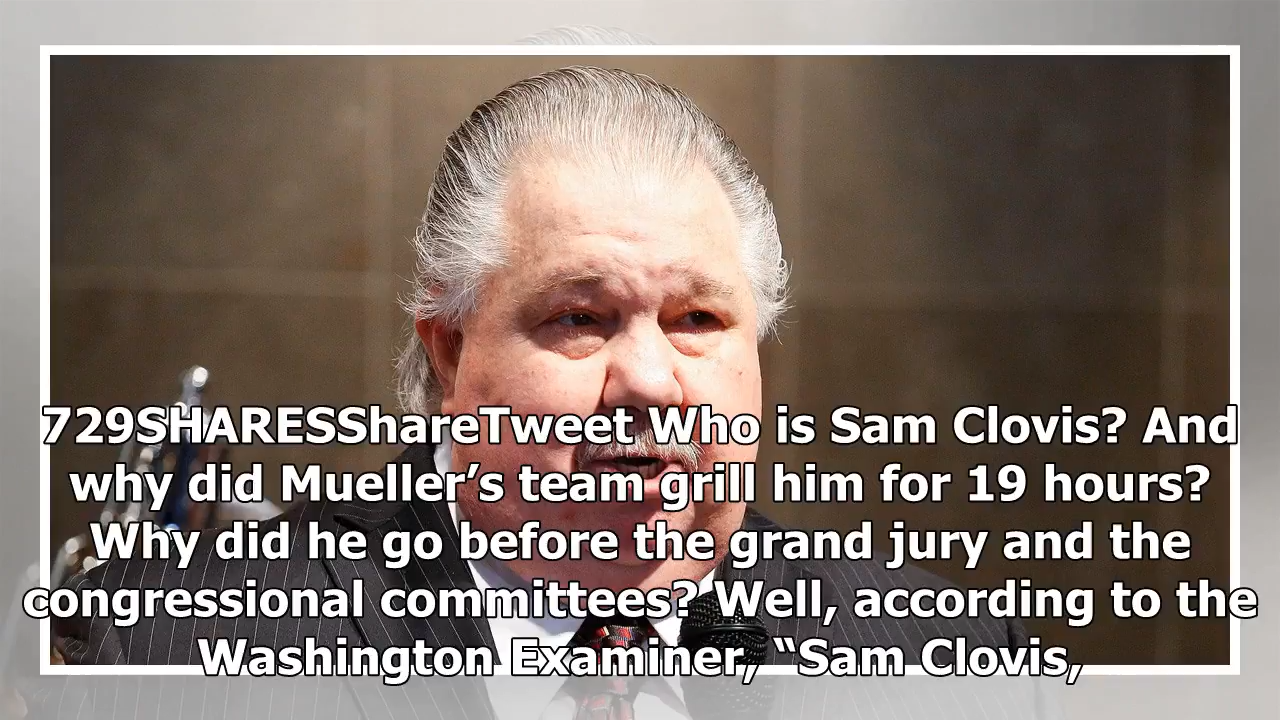 729SHARESShareTweet Who is Sam Clovis? And
why did Mueller’s team grill him for 19 hours?
Why did he go before the grand jury and the
congressional committees? Well, according to the
Washington Examiner, “Sam Clovis,